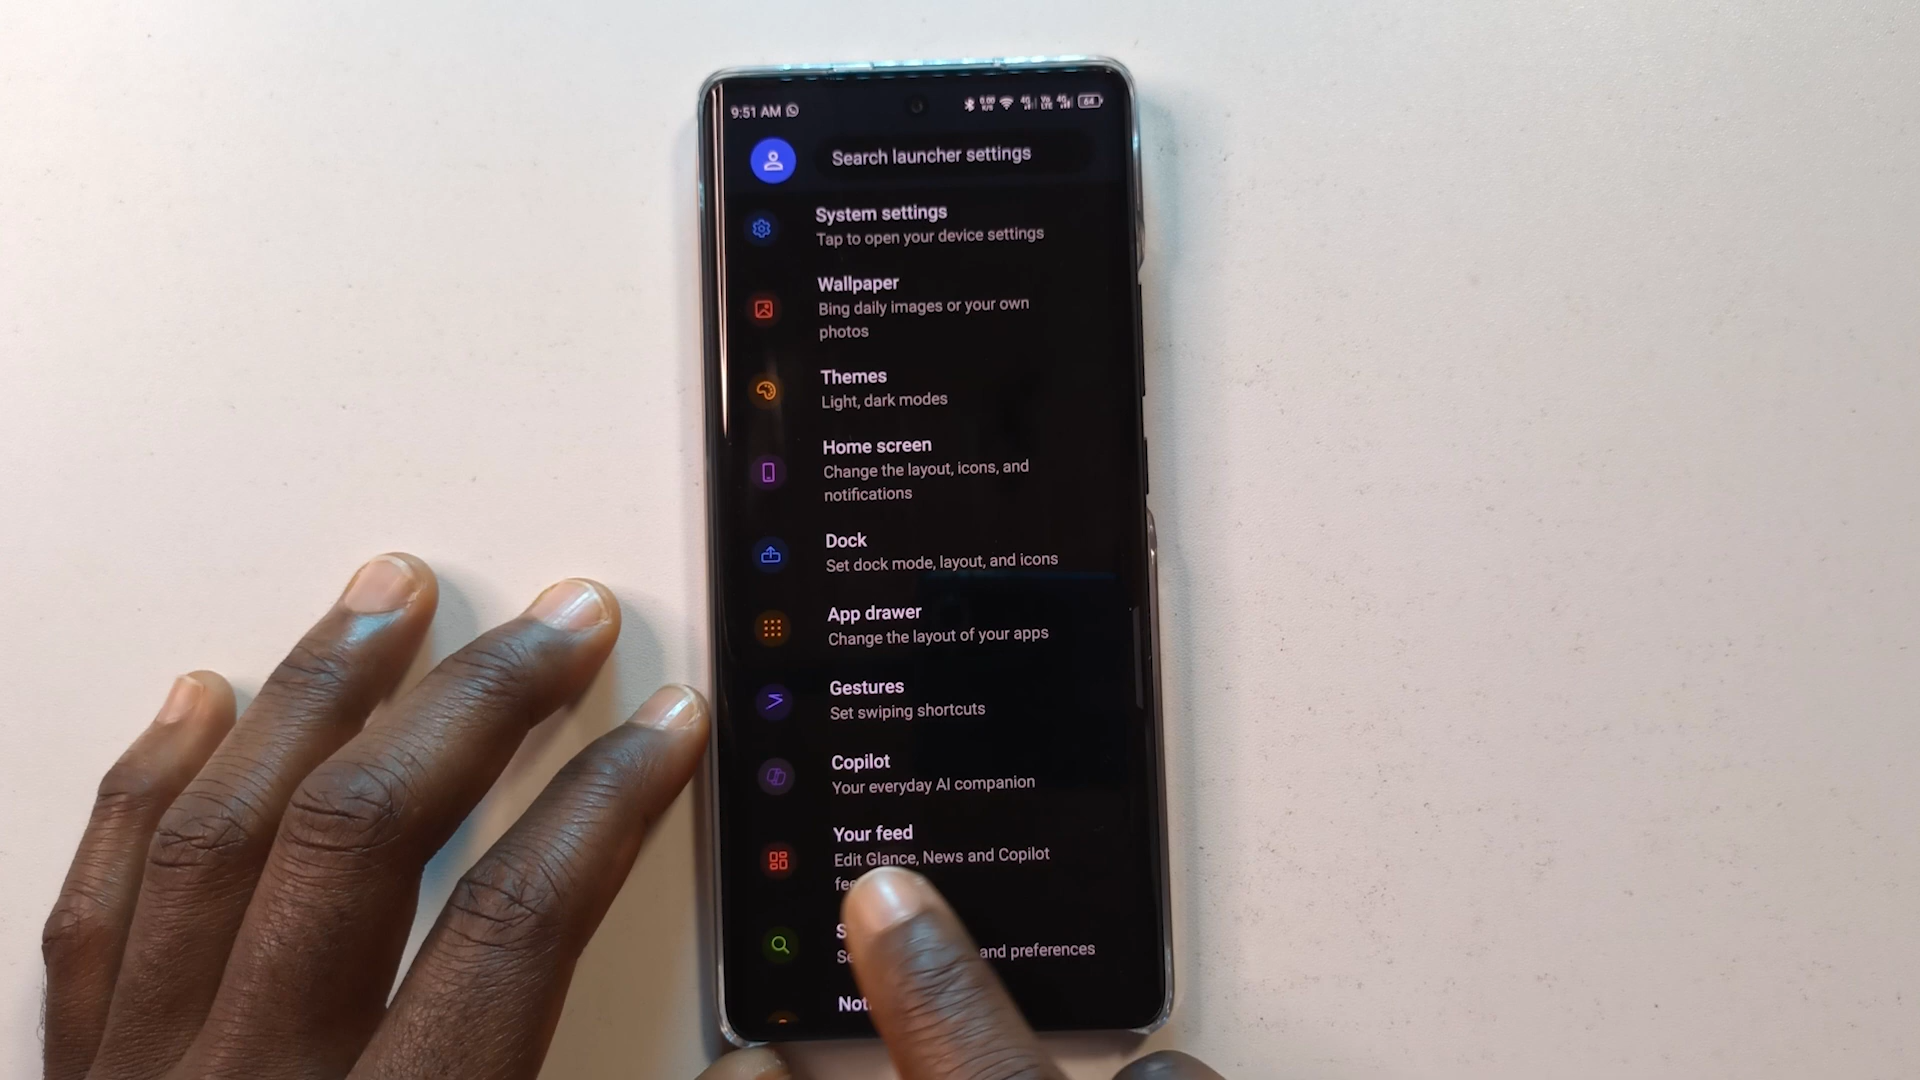 9:51 AM
64
Search launcher settings
System settings
Tap to open your device settings
Wallpaper
Bing daily images or your own
photos
Themes
Light, dark modes
Home screen
Change the layout, icons, and
notifications
Dock
Set dock mode, layout, and icons
App drawer
Change the layout of your apps
Gestures
Set swiping shortcuts
Copilot
Your everyday AI companion
Your feed
Edit Glance, News and Copilot
and preferences